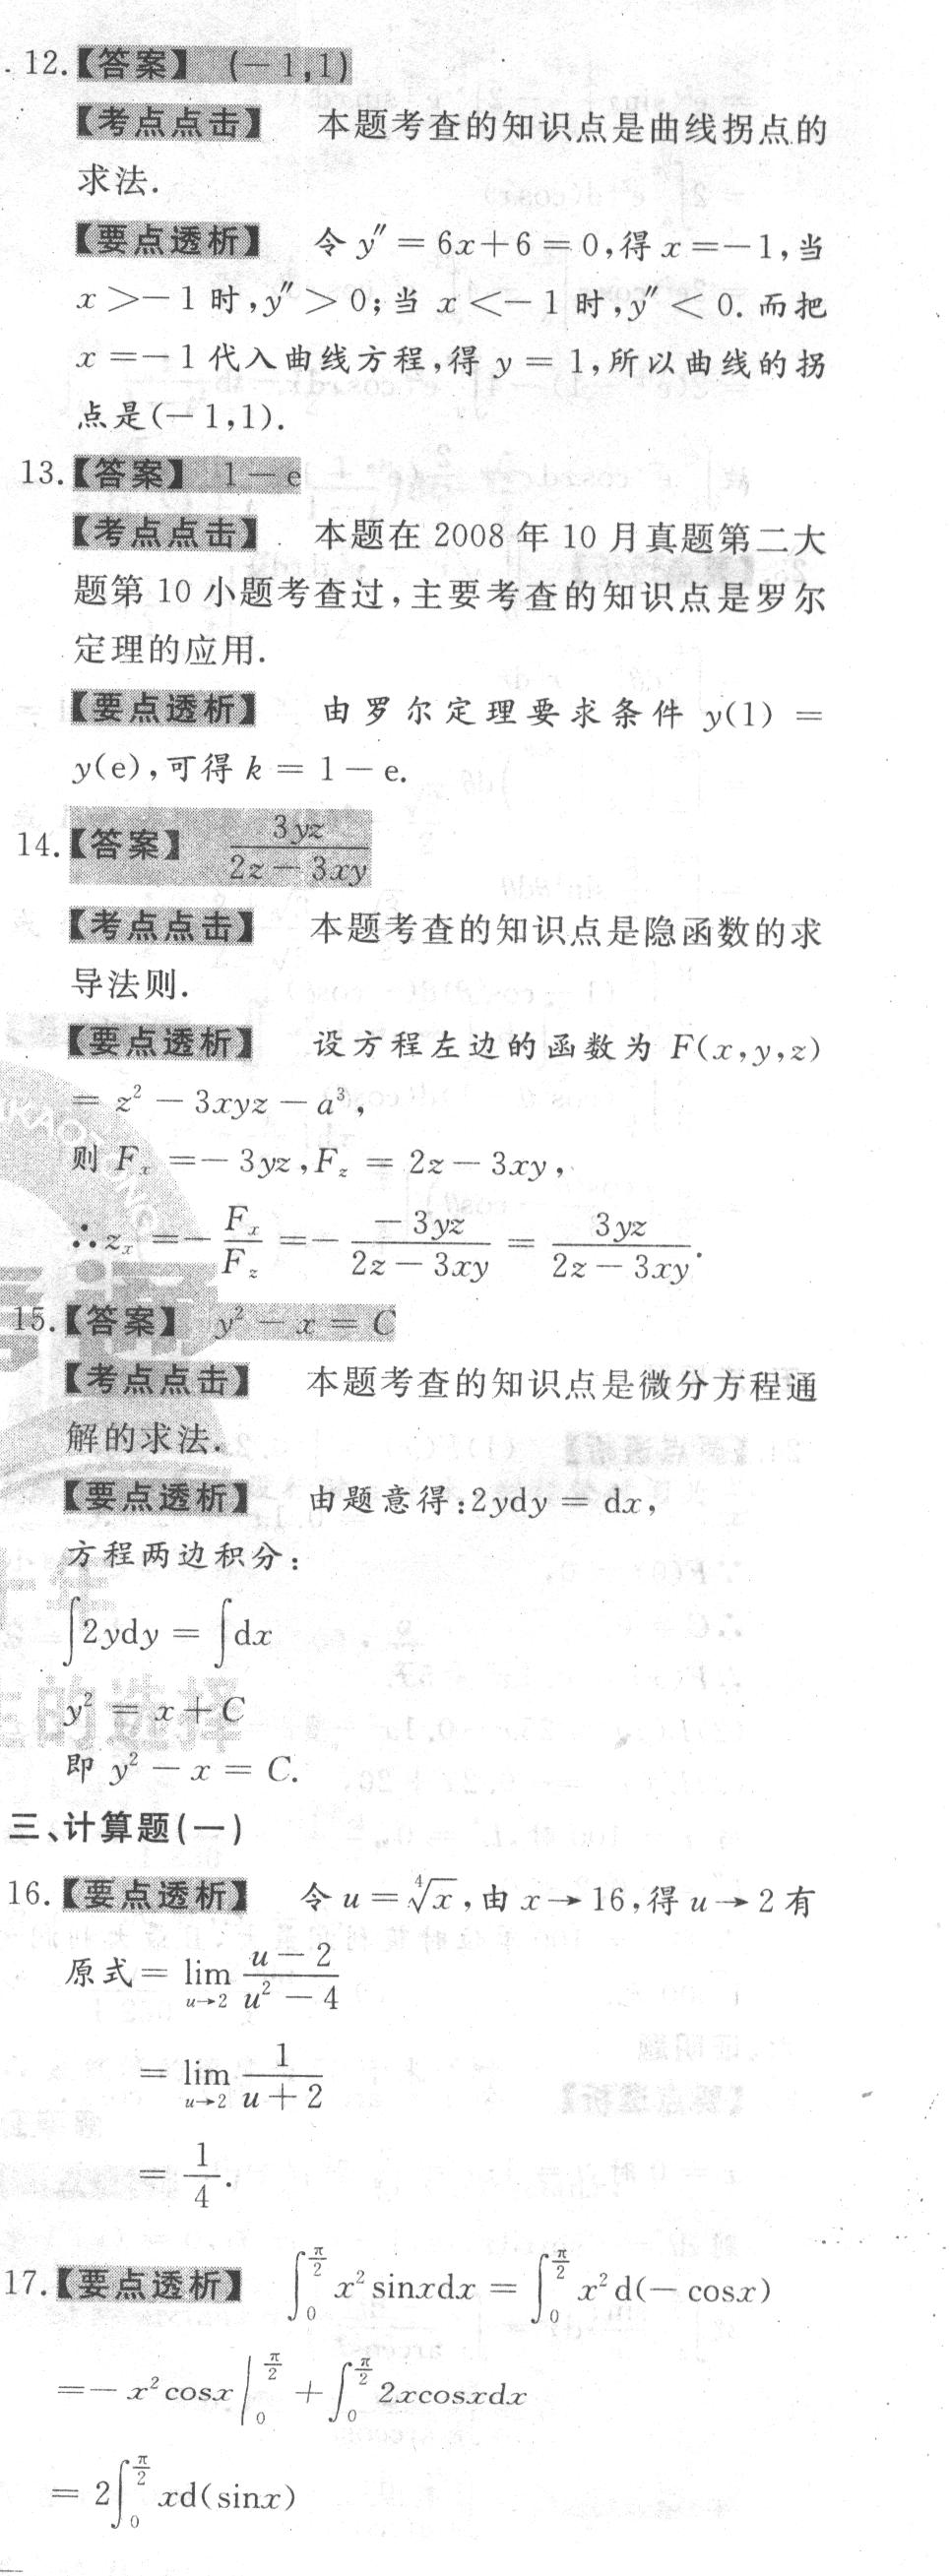 12.【答案】 (-1,1)
【考点点击】 本题考查的知识点是曲线拐点的
求法.
【要点透析】 令 y″ = 6x+6 = 0,得 x =-1,当
x >- 1 时,y″ > 0;当 x <- 1 时,y″ < 0. 而把
x =- 1 代入曲线方程,得 y = 1,所以曲线的拐
点是(- 1,1).
13.【答案】 1 - e
【考点点击】 本题在 2008 年 10 月真题第二大
题第 10 小题考查过,主要考查的知识点是罗尔
定理的应用.
【要点透析】 由罗尔定理要求条件 y(1) =
y(e),可得 k = 1 - e.
14.【答案】 3yz/(2z - 3xy)
【考点点击】 本题考查的知识点是隐函数的求
导法则.
【要点透析】 设方程左边的函数为 F(x,y,z)
= z² - 3xyz - a³,
则 Fₓ =- 3yz,F_z = 2z - 3xy,
∴zₓ =- Fₓ/F_z =- (- 3yz)/(2z - 3xy) = 3yz/(2z - 3xy).
15.【答案】 y² - x = C
【考点点击】 本题考查的知识点是微分方程通
解的求法.
【要点透析】 由题意得:2ydy = dx,
方程两边积分:
∫2ydy = ∫dx
y² = x + C
即 y² - x = C.
三、计算题(一)
16.【要点透析】 令 u = ⁴√x,由 x→16,得 u→2 有
原式 = lim_{u→2} (u - 2)/(u² - 4)
= lim_{u→2} 1/(u + 2)
= 1/4.
17.【要点透析】 ∫_0^{π/2} x² sinxdx = ∫_0^{π/2} x² d(- cosx)
=- x² cosx |_0^{π/2} + ∫_0^{π/2} 2xcosxdx
= 2∫_0^{π/2} xd(sinx)